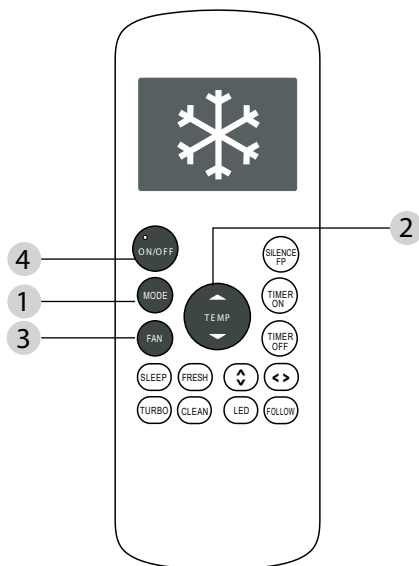 2
4
ON/OFF
SILENCE
FP
1
MODE
TEMP
TIMER
ON
3
FAN
TIMER
OFF
SLEEP
FRESH
TURBO
CLEAN
LED
FOLLOW